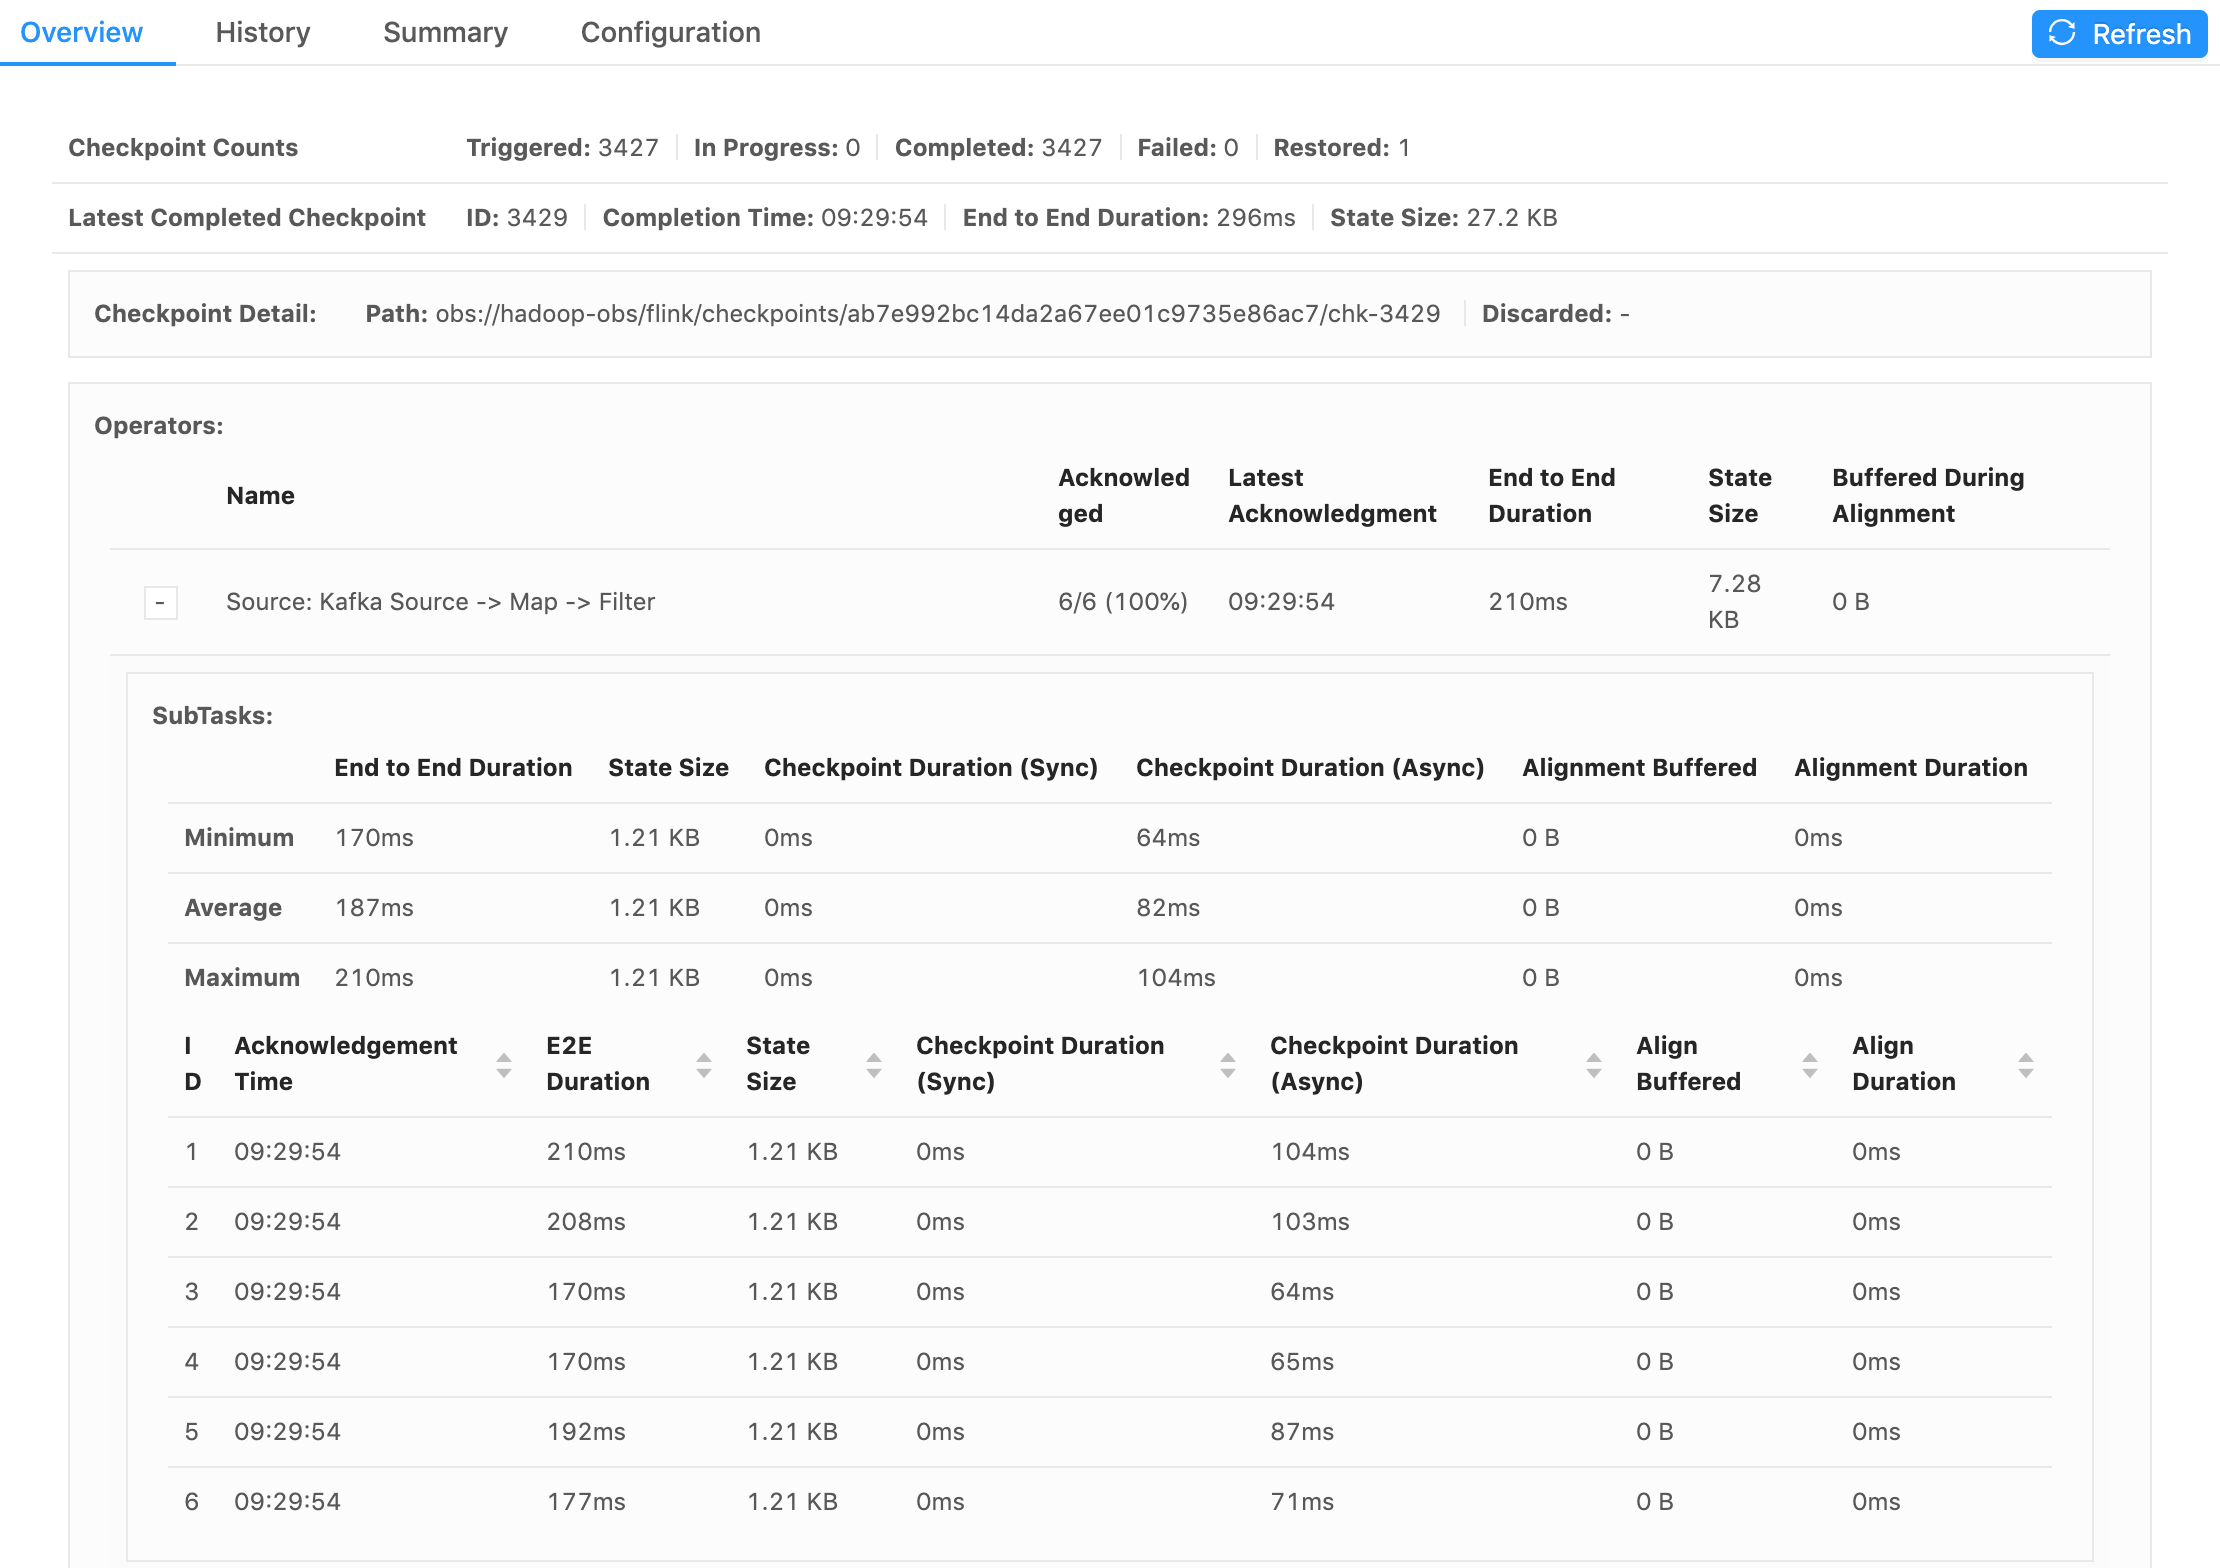 Overview History Summary Configuration Refresh
Checkpoint Counts Triggered: 3427 In Progress: 0 Completed: 3427 Failed: 0 Restored: 1
Latest Completed Checkpoint ID: 3429 Completion Time: 09:29:54 End to End Duration: 296ms State Size: 27.2 KB
Checkpoint Detail: Path: obs://hadoop-obs/flink/checkpoints/ab7e992bc14da2a67ee01c9735e86ac7/chk-3429 Discarded: -
Operators:
Name Acknowled
ged Latest
Acknowledgment End to End
Duration State
Size Buffered During
Alignment
- Source: Kafka Source -> Map -> Filter 6/6 (100%) 09:29:54 210ms 7.28
KB 0 B
SubTasks:
End to End Duration State Size Checkpoint Duration (Sync) Checkpoint Duration (Async) Alignment Buffered Alignment Duration
Minimum 170ms 1.21 KB 0ms 64ms 0 B 0ms
Average 187ms 1.21 KB 0ms 82ms 0 B 0ms
Maximum 210ms 1.21 KB 0ms 104ms 0 B 0ms
I
D Acknowledgement
Time E2E
Duration State
Size Checkpoint Duration
(Sync) Checkpoint Duration
(Async) Align
Buffered Align
Duration
1 09:29:54 210ms 1.21 KB 0ms 104ms 0 B 0ms
2 09:29:54 208ms 1.21 KB 0ms 103ms 0 B 0ms
3 09:29:54 170ms 1.21 KB 0ms 64ms 0 B 0ms
4 09:29:54 170ms 1.21 KB 0ms 65ms 0 B 0ms
5 09:29:54 192ms 1.21 KB 0ms 87ms 0 B 0ms
6 09:29:54 177ms 1.21 KB 0ms 71ms 0 B 0ms